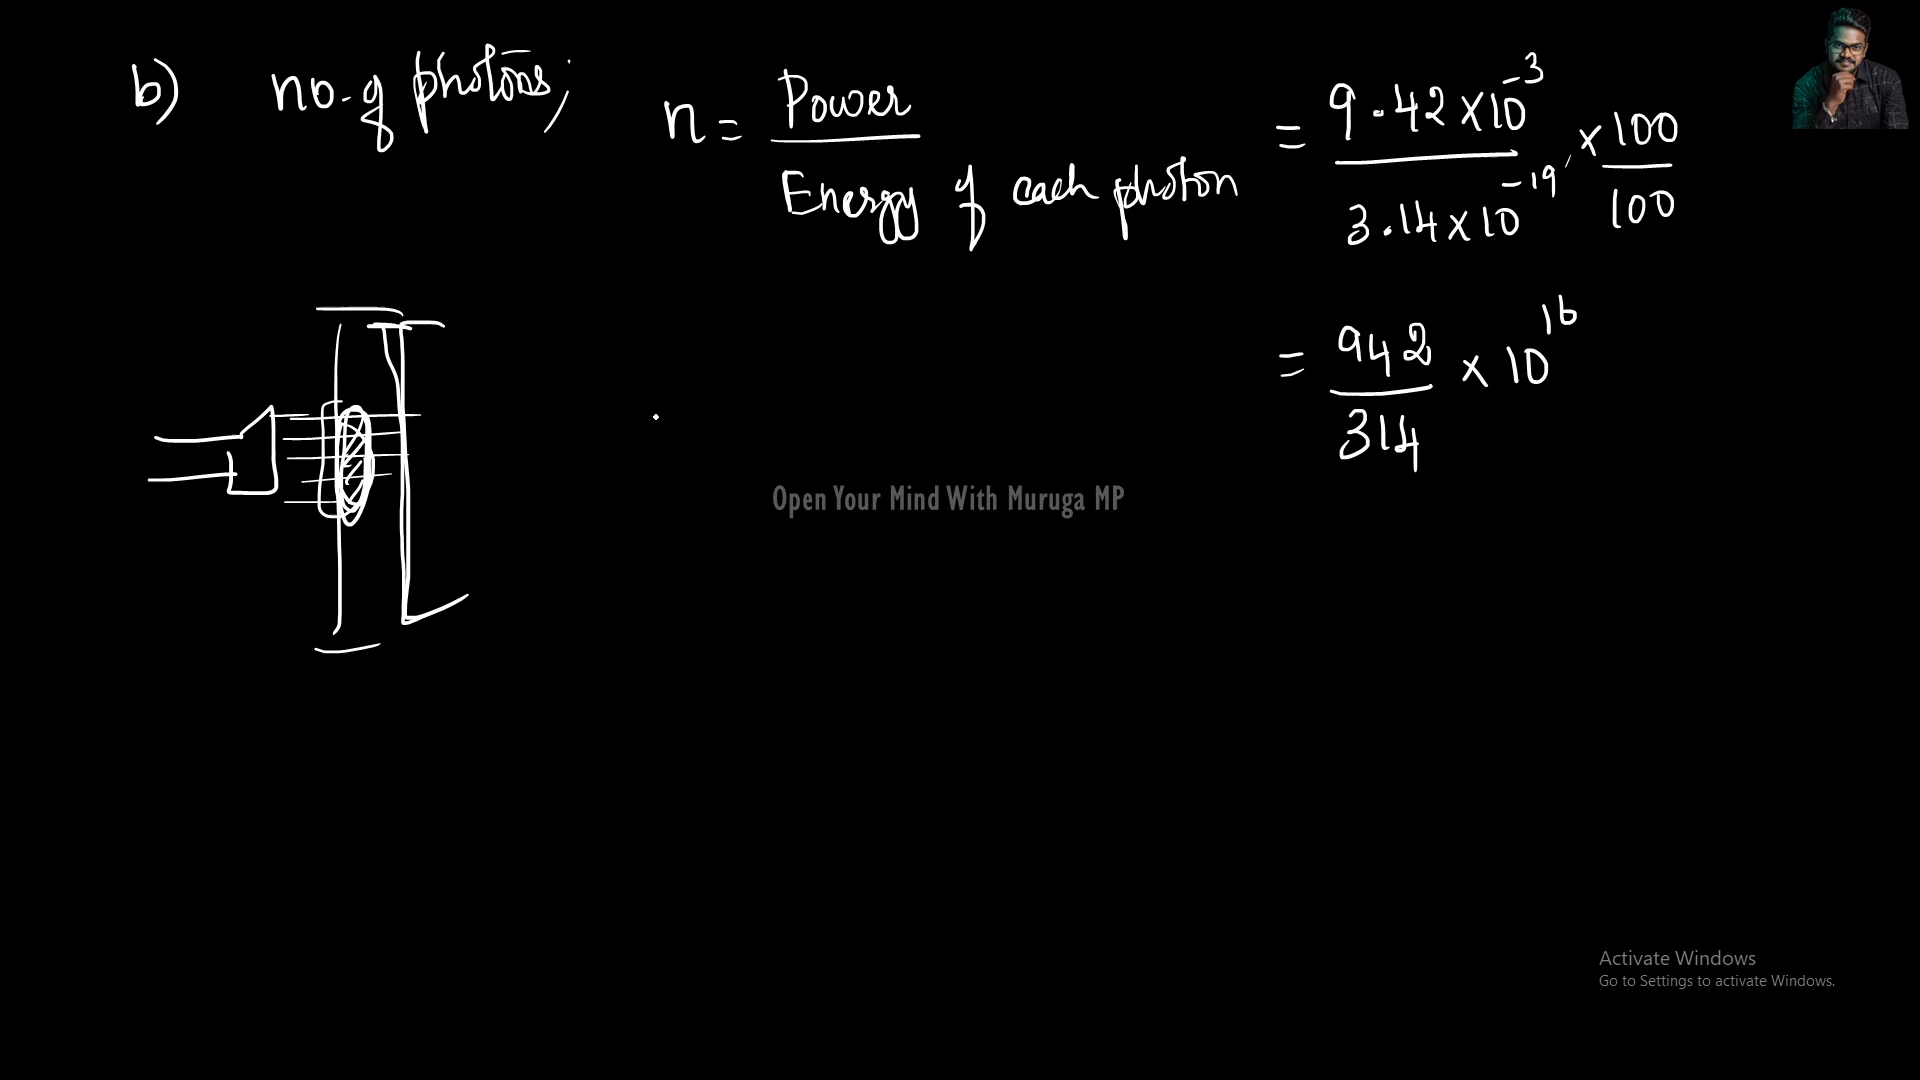 b) no. of photons; n = Power / Energy of each photon = 9.42 × 10^-3 / 3.14 × 10^-19 × 100 / 100
= 942 / 314 × 10^16
Open Your Mind With Muruga MP
Activate Windows
Go to Settings to activate Windows.